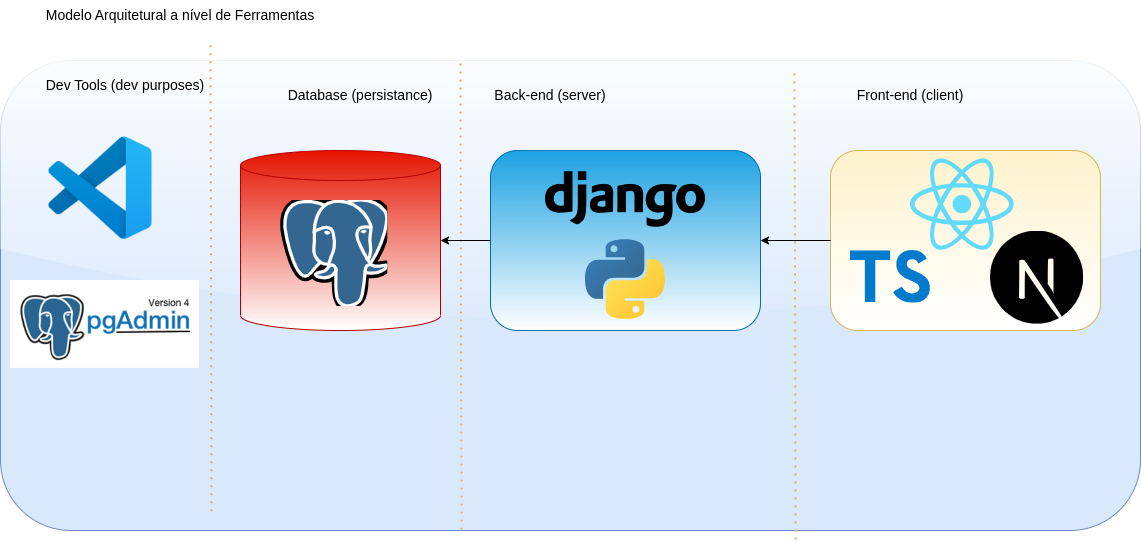 Modelo Arquitetural a nível de Ferramentas
Dev Tools (dev purposes)
Database (persistance)
Back-end (server)
Front-end (client)
django
TS
N
Version 4
pgAdmin